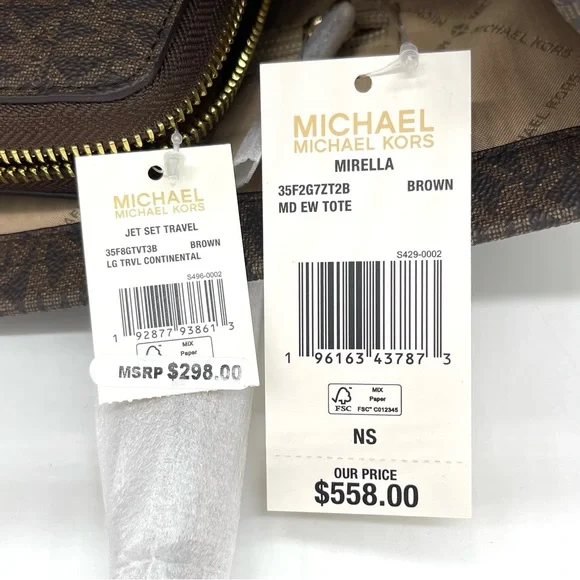 MICHAEL KORS
MICHAEL
MICHAEL KORS
JET SET TRAVEL
35F8GTVT3B BROWN
LG TRVL CONTINENTAL
S496-0002
1 92877 93861 3
MIX
Paper
MSRP $298.00
MICHAEL
MICHAEL KORS
MIRELLA
35F2G7ZT2B BROWN
MD EW TOTE
S429-0002
1 96163 43787 3
FSC
MIX
Paper
FSC® C012345
NS
OUR PRICE
$558.00